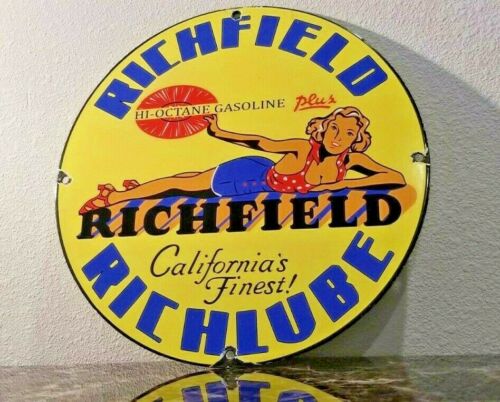 RICHFIELD
HI-OCTANE GASOLINE plus
RICHFIELD
California's
Finest!
RICHLUBE